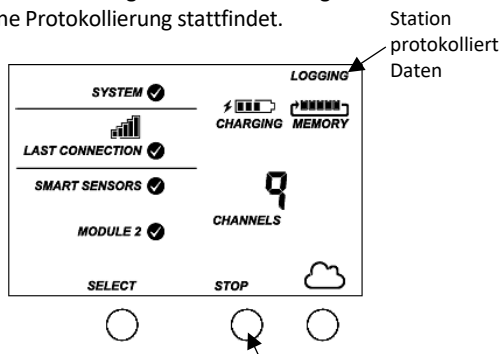 ne Protokollierung stattfindet.
Station
protokolliert
Daten
LOGGING
SYSTEM
CHARGING MEMORY
LAST CONNECTION
SMART SENSORS
9
CHANNELS
MODULE 2
SELECT STOP